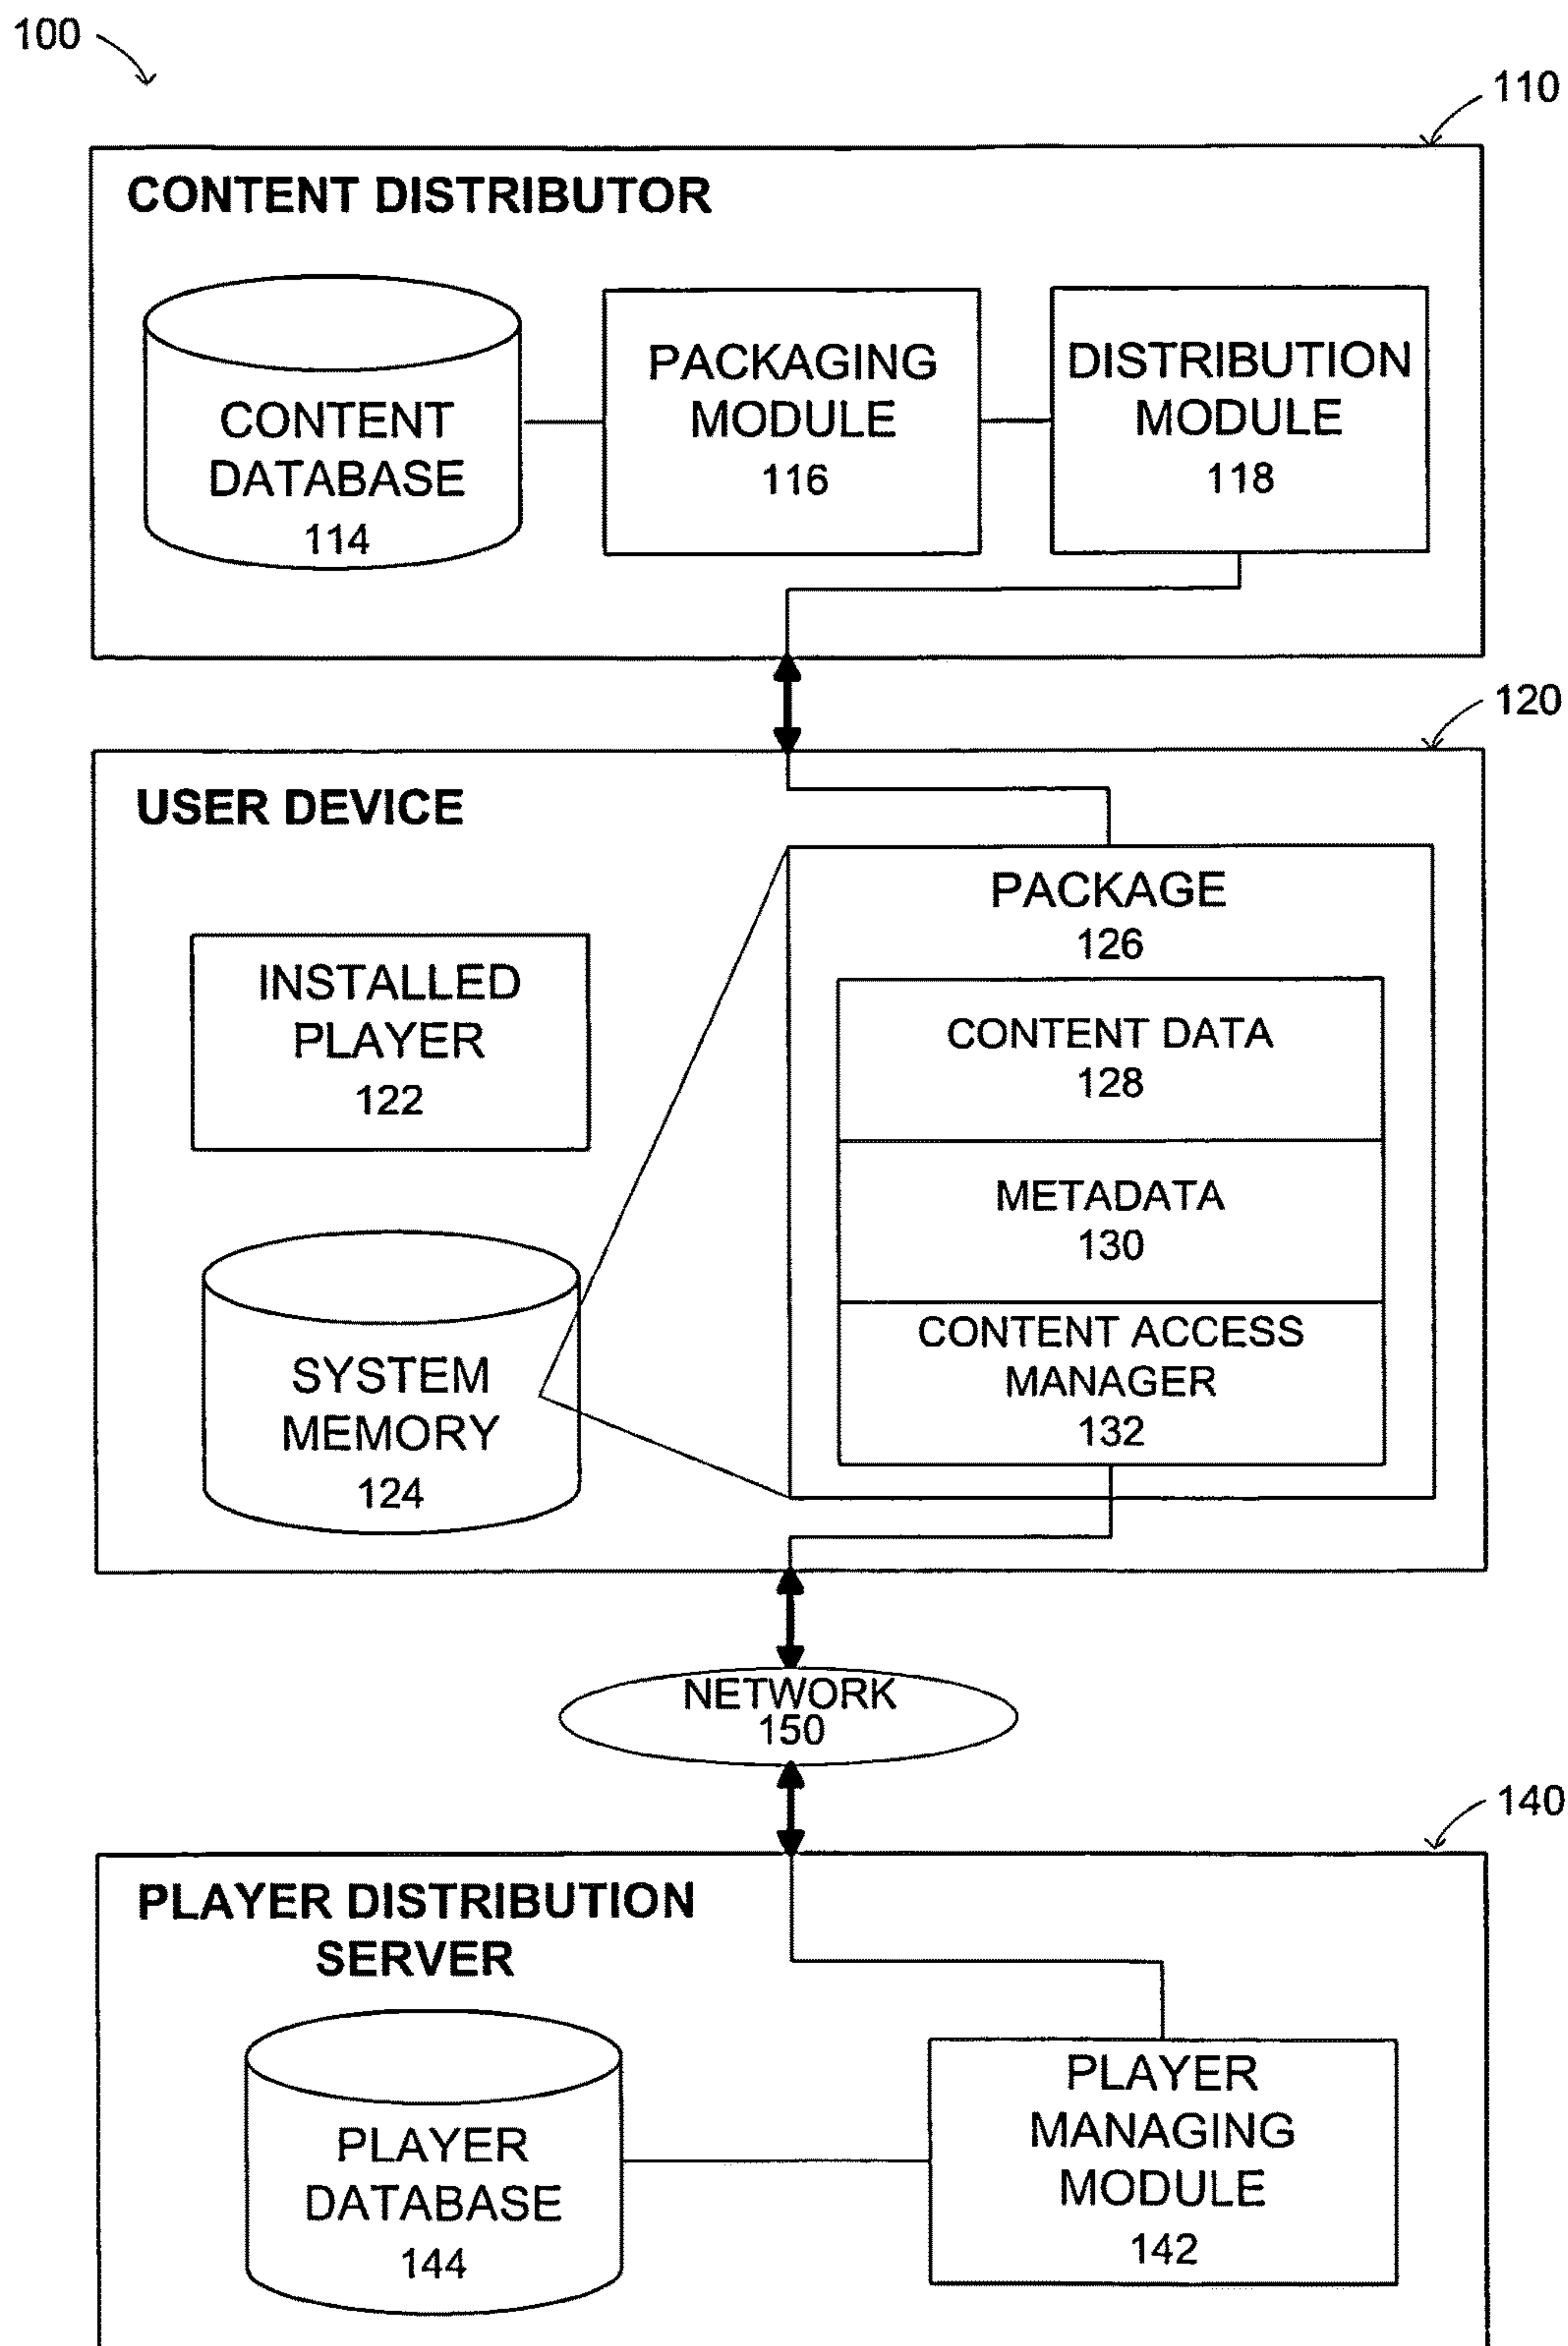 100
110
CONTENT DISTRIBUTOR
CONTENT
DATABASE
114
PACKAGING
MODULE
116
DISTRIBUTION
MODULE
118
120
USER DEVICE
INSTALLED
PLAYER
122
SYSTEM
MEMORY
124
PACKAGE
126
CONTENT DATA
128
METADATA
130
CONTENT ACCESS
MANAGER
132
NETWORK
150
140
PLAYER DISTRIBUTION
SERVER
PLAYER
DATABASE
144
PLAYER
MANAGING
MODULE
142